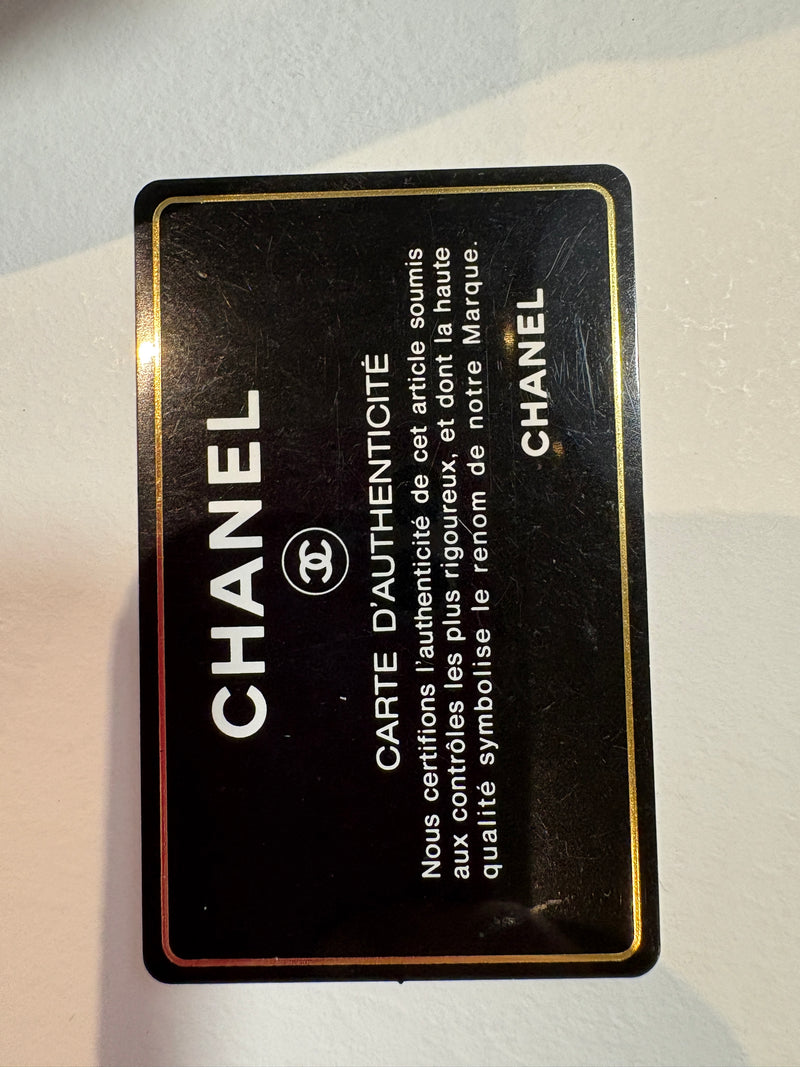 CHANEL
CARTE D'AUTHENTICITÉ
Nous certifions l'authenticité de cet article soumis
aux contrôles les plus rigoureux, et dont la haute
qualité symbolise le renom de notre Marque.
CHANEL